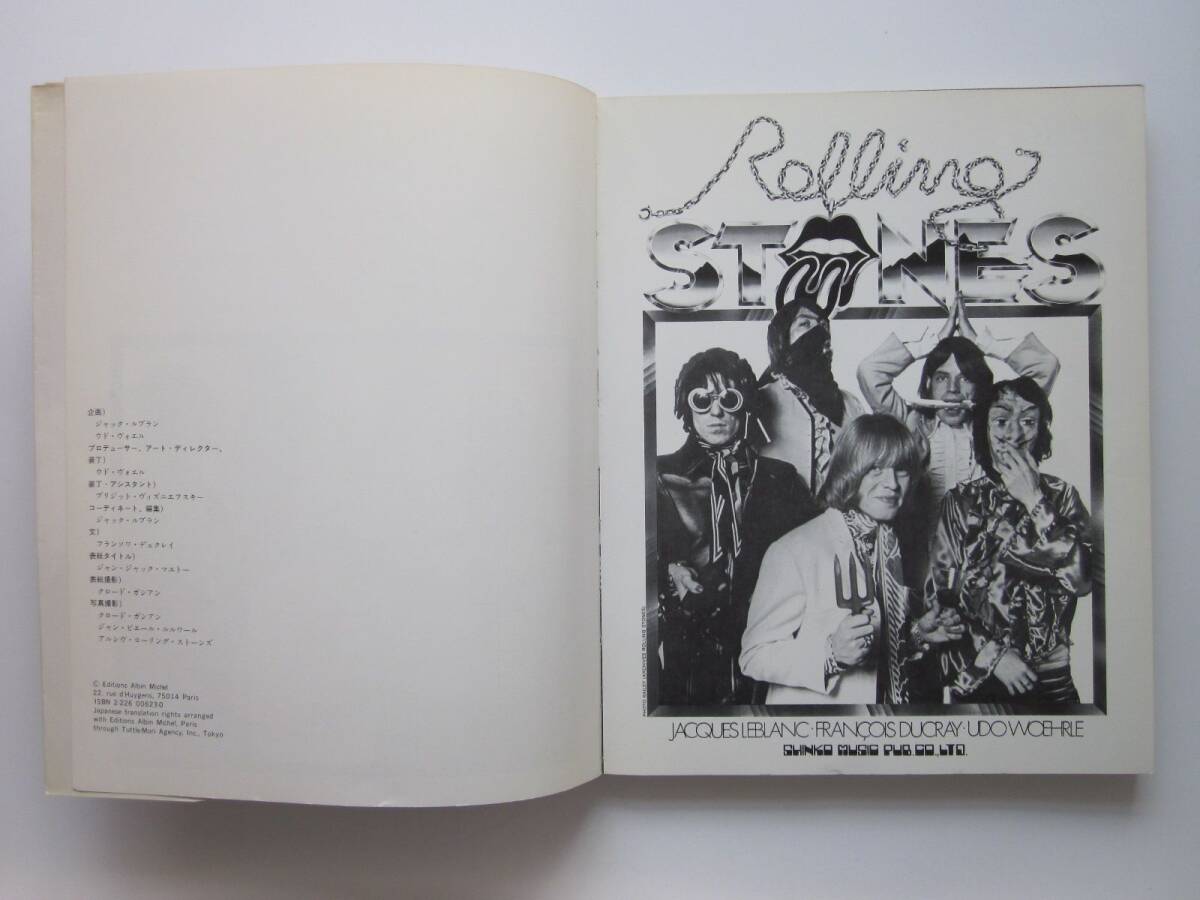 企画)
ジャック・ルブラン
ウド・ヴォエル
プロデューサー、アート・ディレクター、
装丁)
ウド・ヴォエル
装丁・アシスタント)
ブリジット・ヴィズニエフスキー
コーディネート、編集)
ジャック・ルブラン
文)
フランソワ・デュクレイ
表紙タイトル)
ジャン・ジャック・マエトー
表紙撮影)
クロード・ガシアン
写真撮影)
クロード・ガシアン
ジャン・ピエール・ルルワール
アルシヴ・ローリング・ストーンズ
© Editions Albin Michel
22, rue d'Huygens, 75014 Paris
ISBN 2-226 00623-0
Japanese translation rights arranged
with Editions Albin Michel, Paris
through Tuttle-Mori Agency, Inc., Tokyo
Rolling
STONES
JACQUES LEBLANC · FRANÇOIS DUCRAY · UDO WOEHRLE
SHINKO MUSIC PUB. CO., LTD.